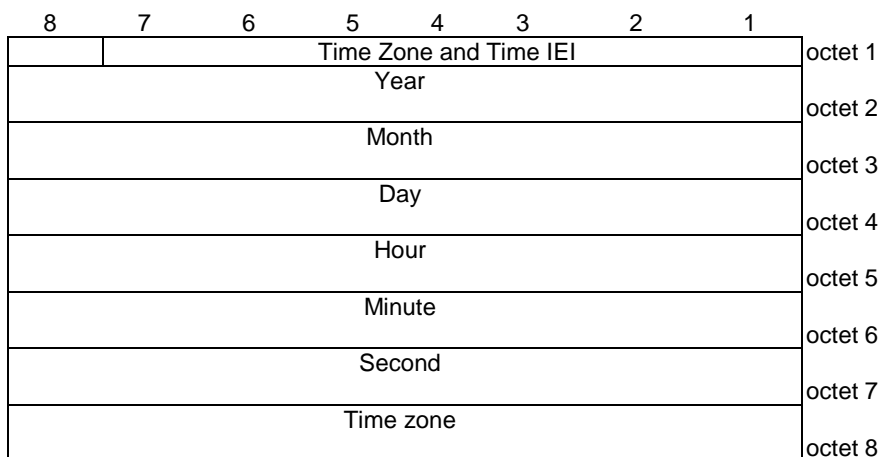 8 7 6 5 4 3 2 1
Time Zone and Time IEI octet 1
Year
octet 2
Month
octet 3
Day
octet 4
Hour
octet 5
Minute
octet 6
Second
octet 7
Time zone
octet 8